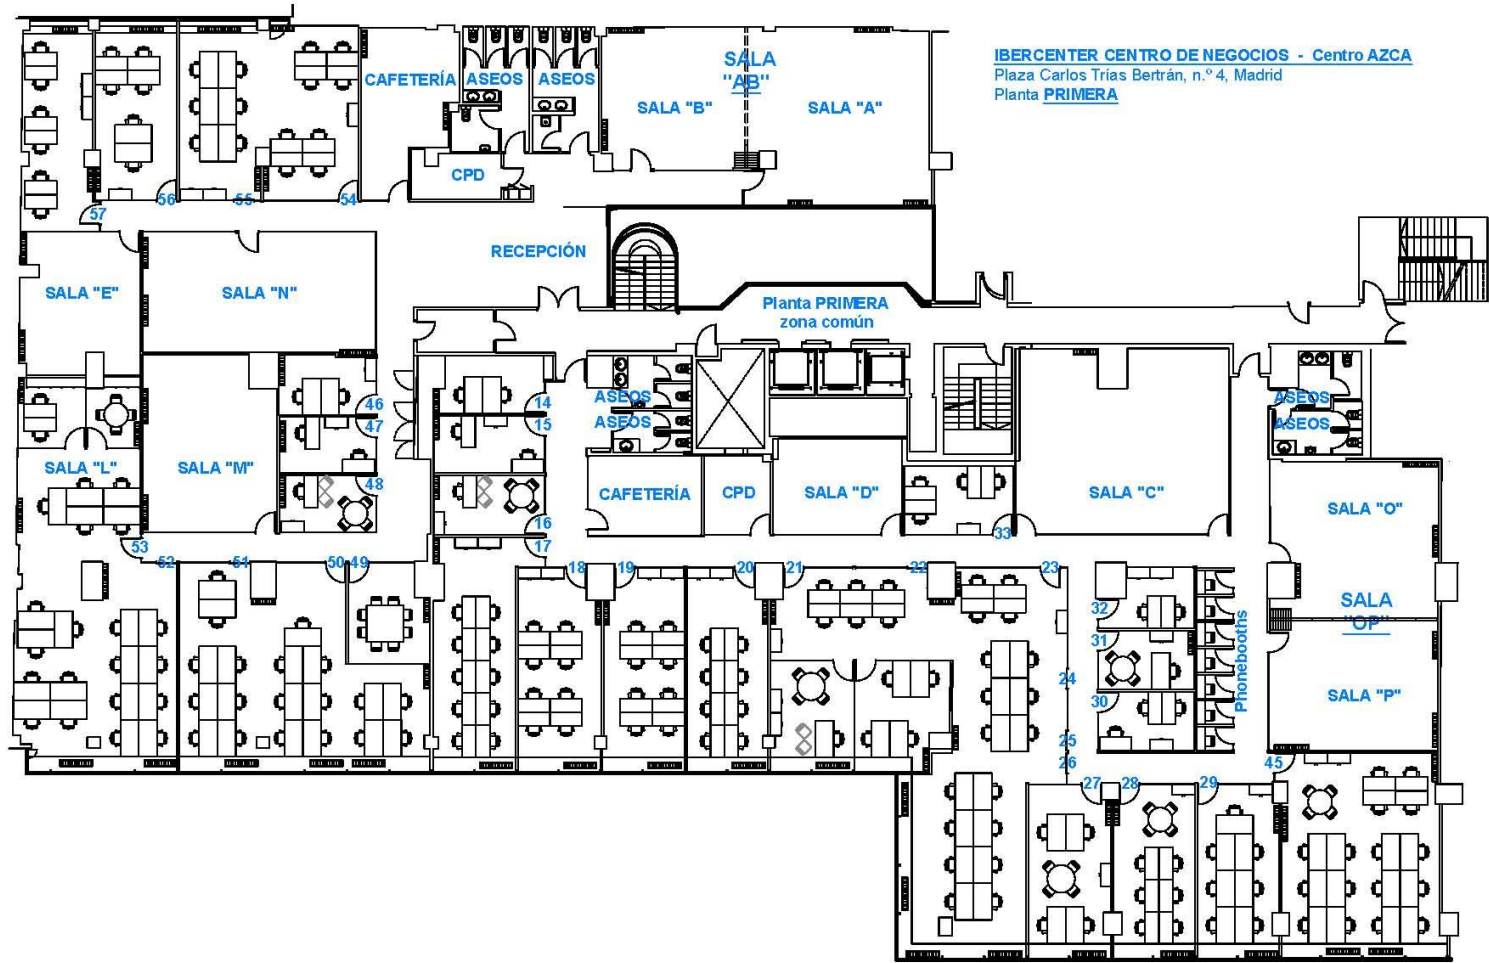 IBERCENTER CENTRO DE NEGOCIOS - Centro AZCA
Plaza Carlos Trías Bertrán, n.º 4, Madrid
Planta PRIMERA
CAFETERÍA
ASEOS
ASEOS
SALA
"AB"
SALA "B"
SALA "A"
CPD
57
56
55
54
RECEPCIÓN
SALA "E"
SALA "N"
Planta PRIMERA
zona común
46
47
48
14
15
16
17
ASEOS
ASEOS
ASEOS
ASEOS
SALA "L"
SALA "M"
CAFETERÍA
CPD
SALA "D"
33
SALA "C"
SALA "O"
SALA
"OP"
SALA "P"
53
52
51
50
49
18
19
20
21
22
23
32
31
30
Phonebooths
24
25
26
27
28
29
45